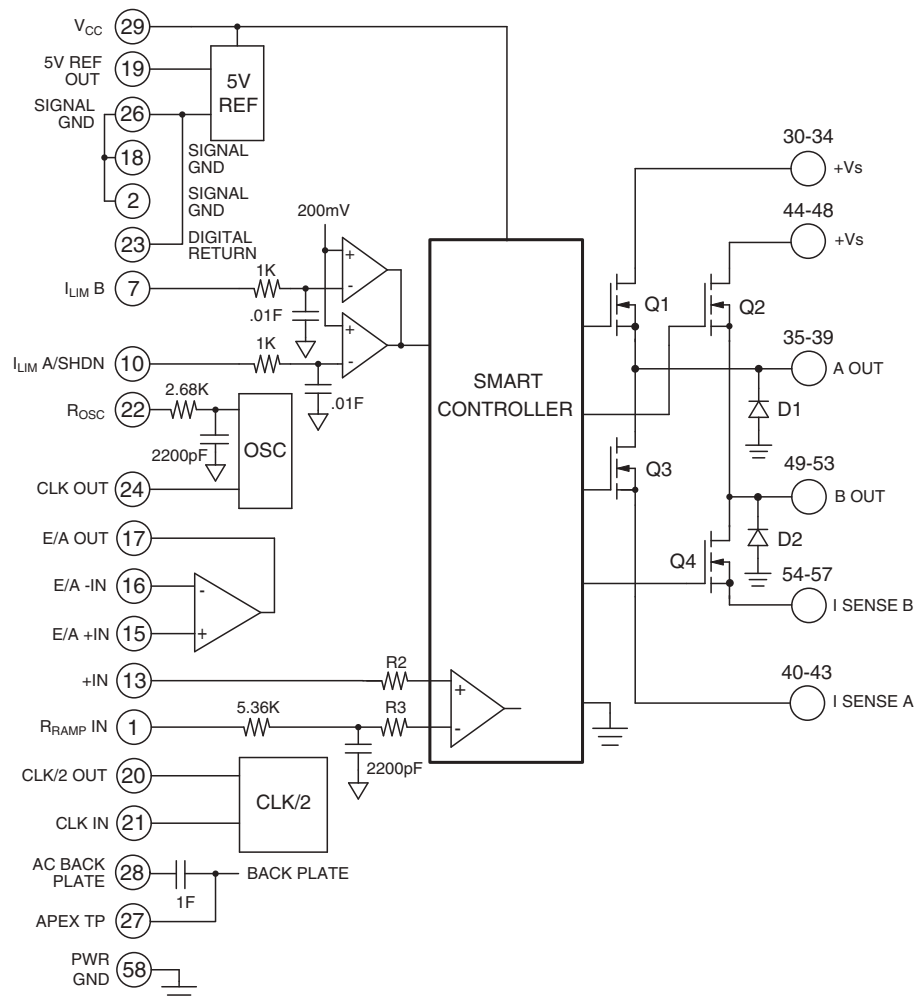 VCC
29
5V REF
OUT
19
5V
REF
SIGNAL
GND
26
18
SIGNAL
GND
2
SIGNAL
GND
23
DIGITAL
RETURN
200mV
ILIM B
7
1K
+
-
.01F
ILIM A/SHDN
10
1K
+
-
.01F
ROSC
22
2.68K
2200pF
OSC
CLK OUT
24
E/A OUT
17
E/A -IN
16
-
E/A +IN
15
+
+IN
13
R2
+
RRAMP IN
1
5.36K
R3
-
2200pF
CLK/2 OUT
20
CLK/2
CLK IN
21
AC BACK
PLATE
28
1F
BACK PLATE
APEX TP
27
PWR
GND
58
SMART
CONTROLLER
30-34
+Vs
44-48
+Vs
Q1
Q2
35-39
A OUT
D1
Q3
49-53
B OUT
D2
Q4
54-57
I SENSE B
40-43
I SENSE A